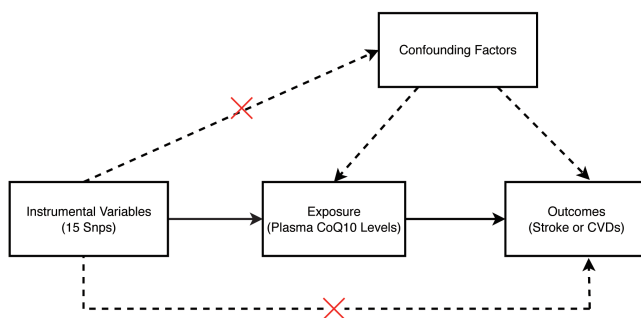 Confounding Factors
Instrumental Variables
(15 Snps)
Exposure
(Plasma CoQ10 Levels)
Outcomes
(Stroke or CVDs)